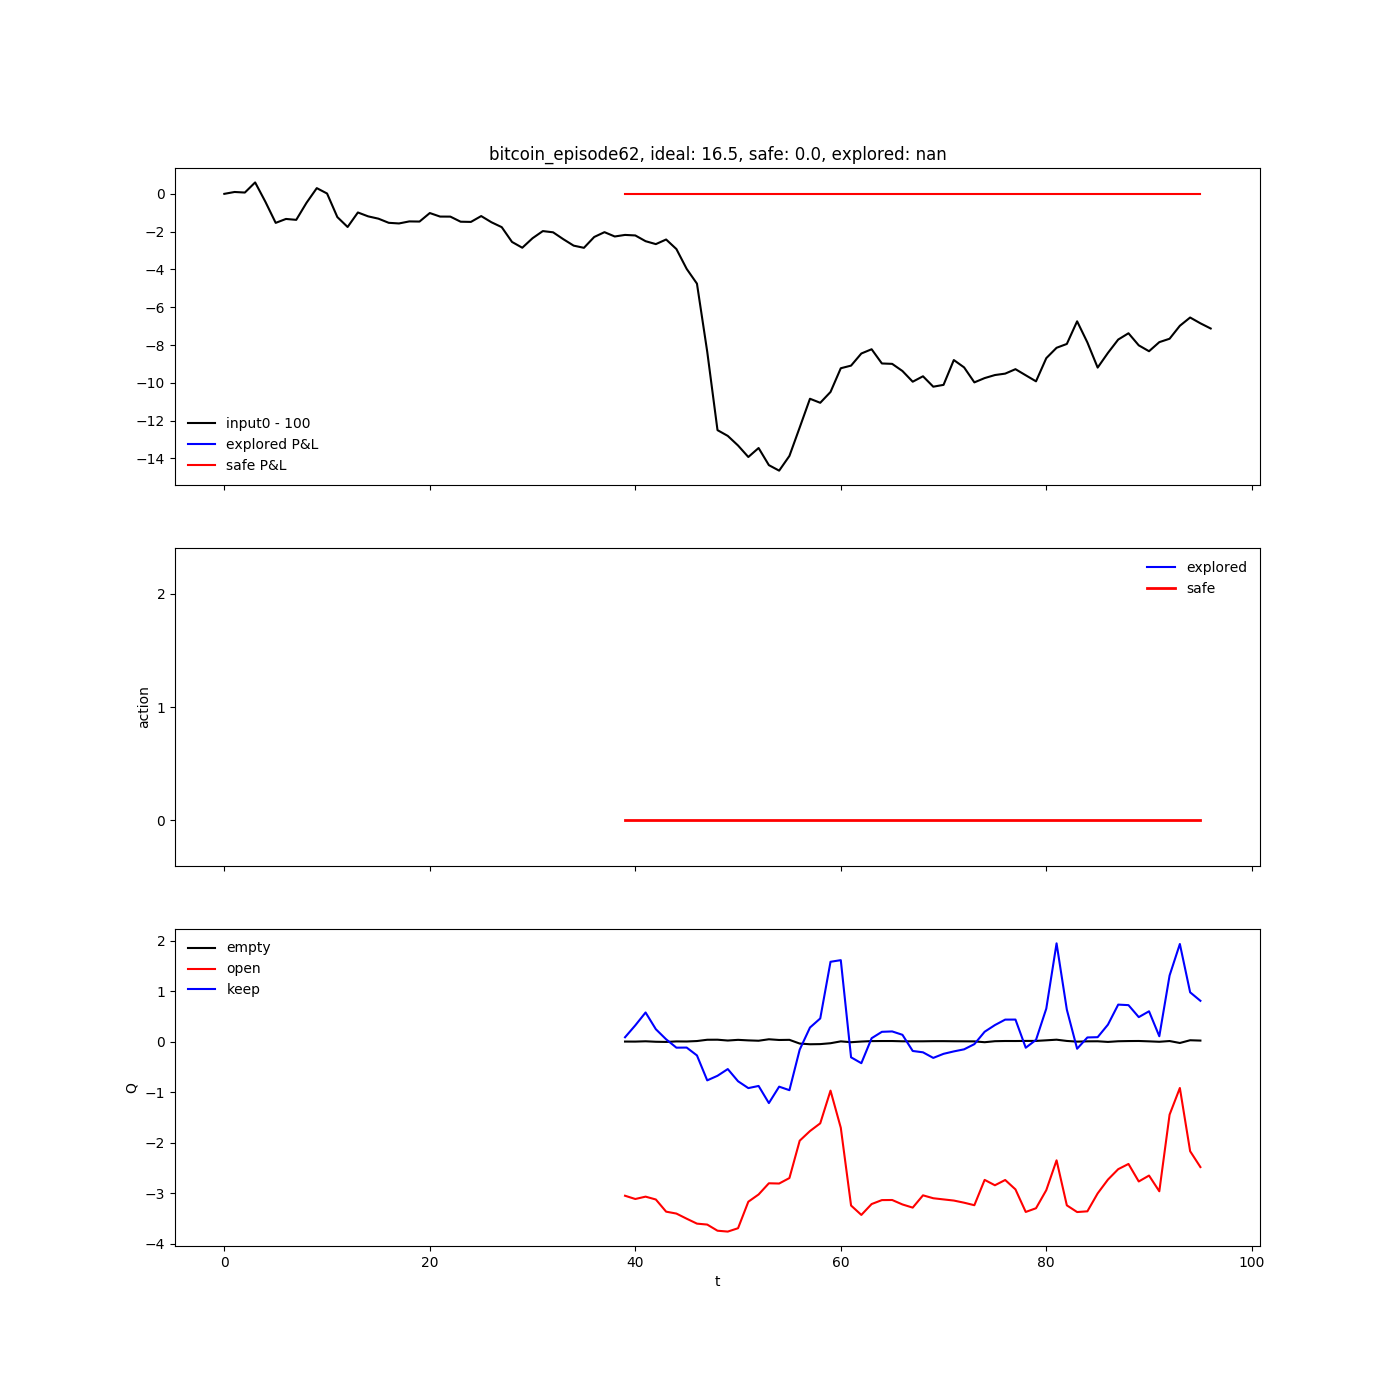 bitcoin_episode62, ideal: 16.5, safe: 0.0, explored: nan
0
−2
−4
−6
−8
−10
−12
−14
input0 - 100
explored P&L
safe P&L
2
1
0
action
explored
safe
2
1
0
−1
−2
−3
−4
Q
empty
open
keep
0
20
40
60
80
100
t